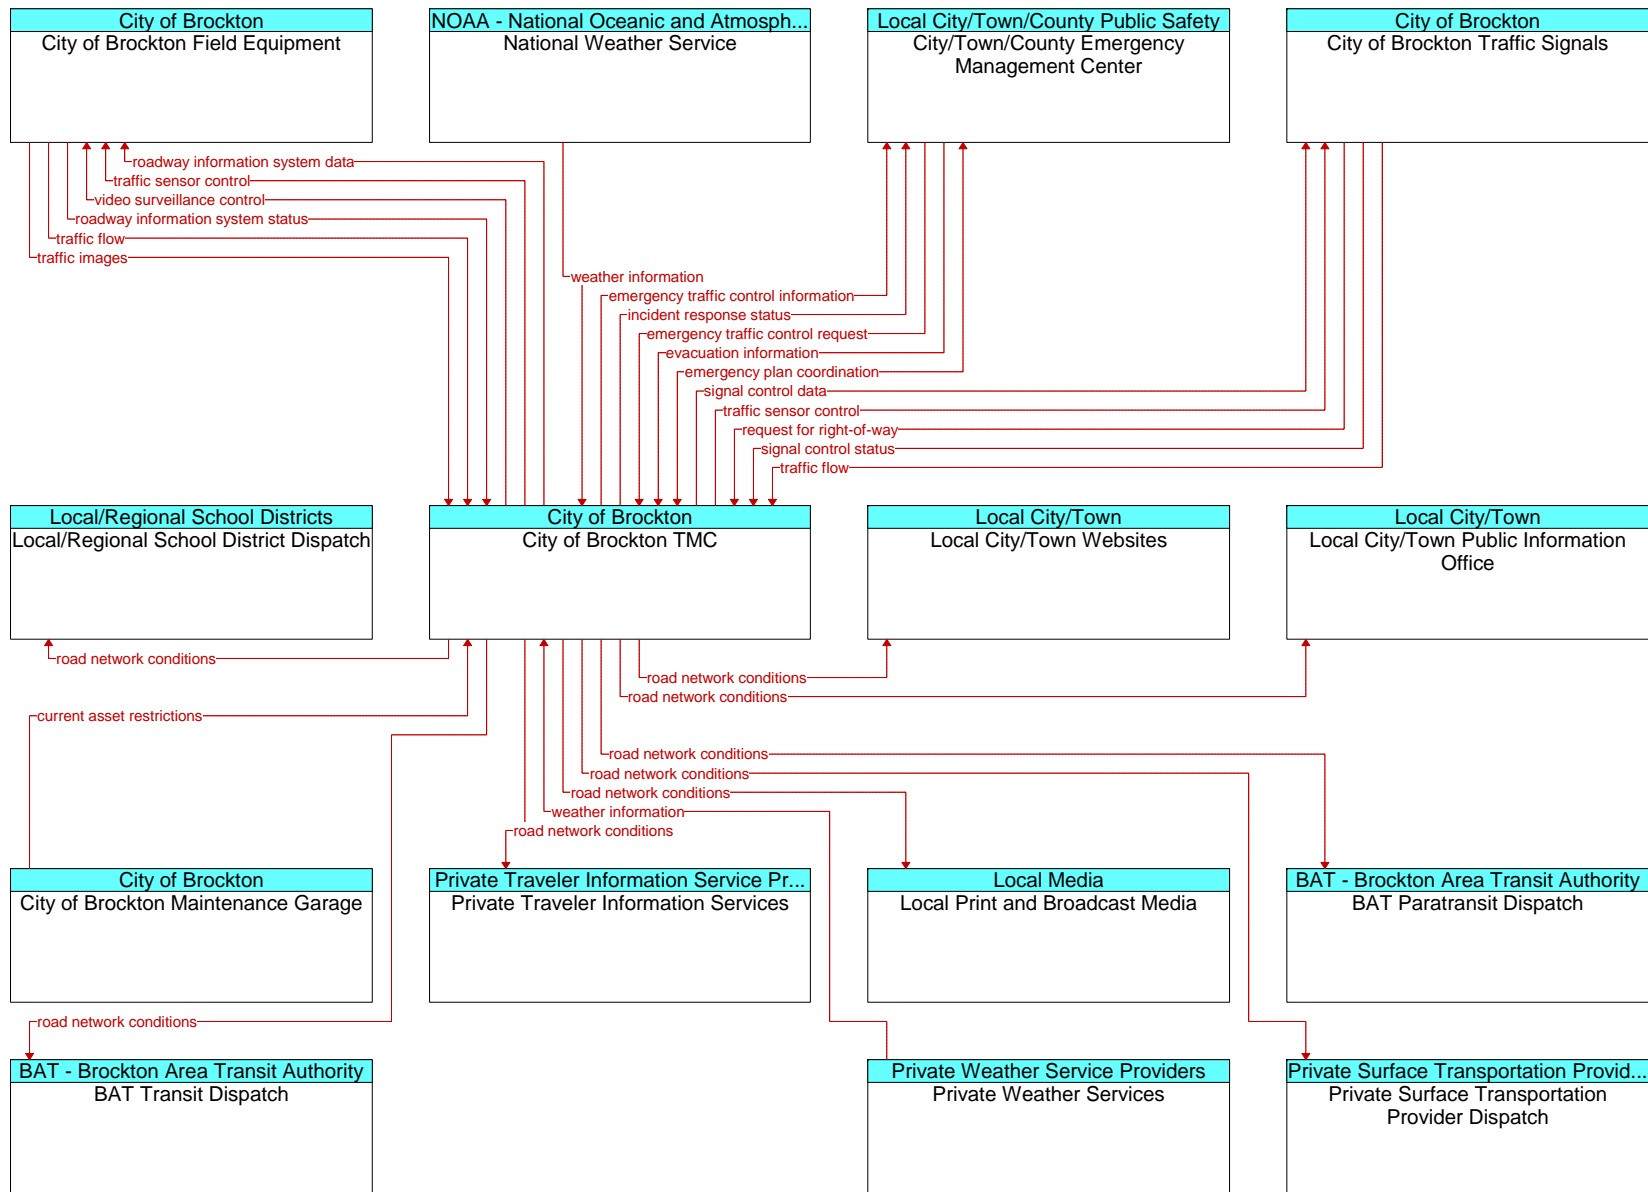 City of Brockton
City of Brockton Field Equipment
NOAA - National Oceanic and Atmosph...
National Weather Service
Local City/Town/County Public Safety
City/Town/County Emergency
Management Center
City of Brockton
City of Brockton Traffic Signals
roadway information system data
traffic sensor control
video surveillance control
roadway information system status
traffic flow
traffic images
weather information
emergency traffic control information
incident response status
emergency traffic control request
evacuation information
emergency plan coordination
signal control data
traffic sensor control
request for right-of-way
signal control status
traffic flow
Local/Regional School Districts
Local/Regional School District Dispatch
City of Brockton
City of Brockton TMC
Local City/Town
Local City/Town Websites
Local City/Town
Local City/Town Public Information
Office
road network conditions
road network conditions
road network conditions
current asset restrictions
road network conditions
road network conditions
road network conditions
weather information
road network conditions
City of Brockton
City of Brockton Maintenance Garage
Private Traveler Information Service Pr...
Private Traveler Information Services
Local Media
Local Print and Broadcast Media
BAT - Brockton Area Transit Authority
BAT Paratransit Dispatch
road network conditions
BAT - Brockton Area Transit Authority
BAT Transit Dispatch
Private Weather Service Providers
Private Weather Services
Private Surface Transportation Provid...
Private Surface Transportation
Provider Dispatch